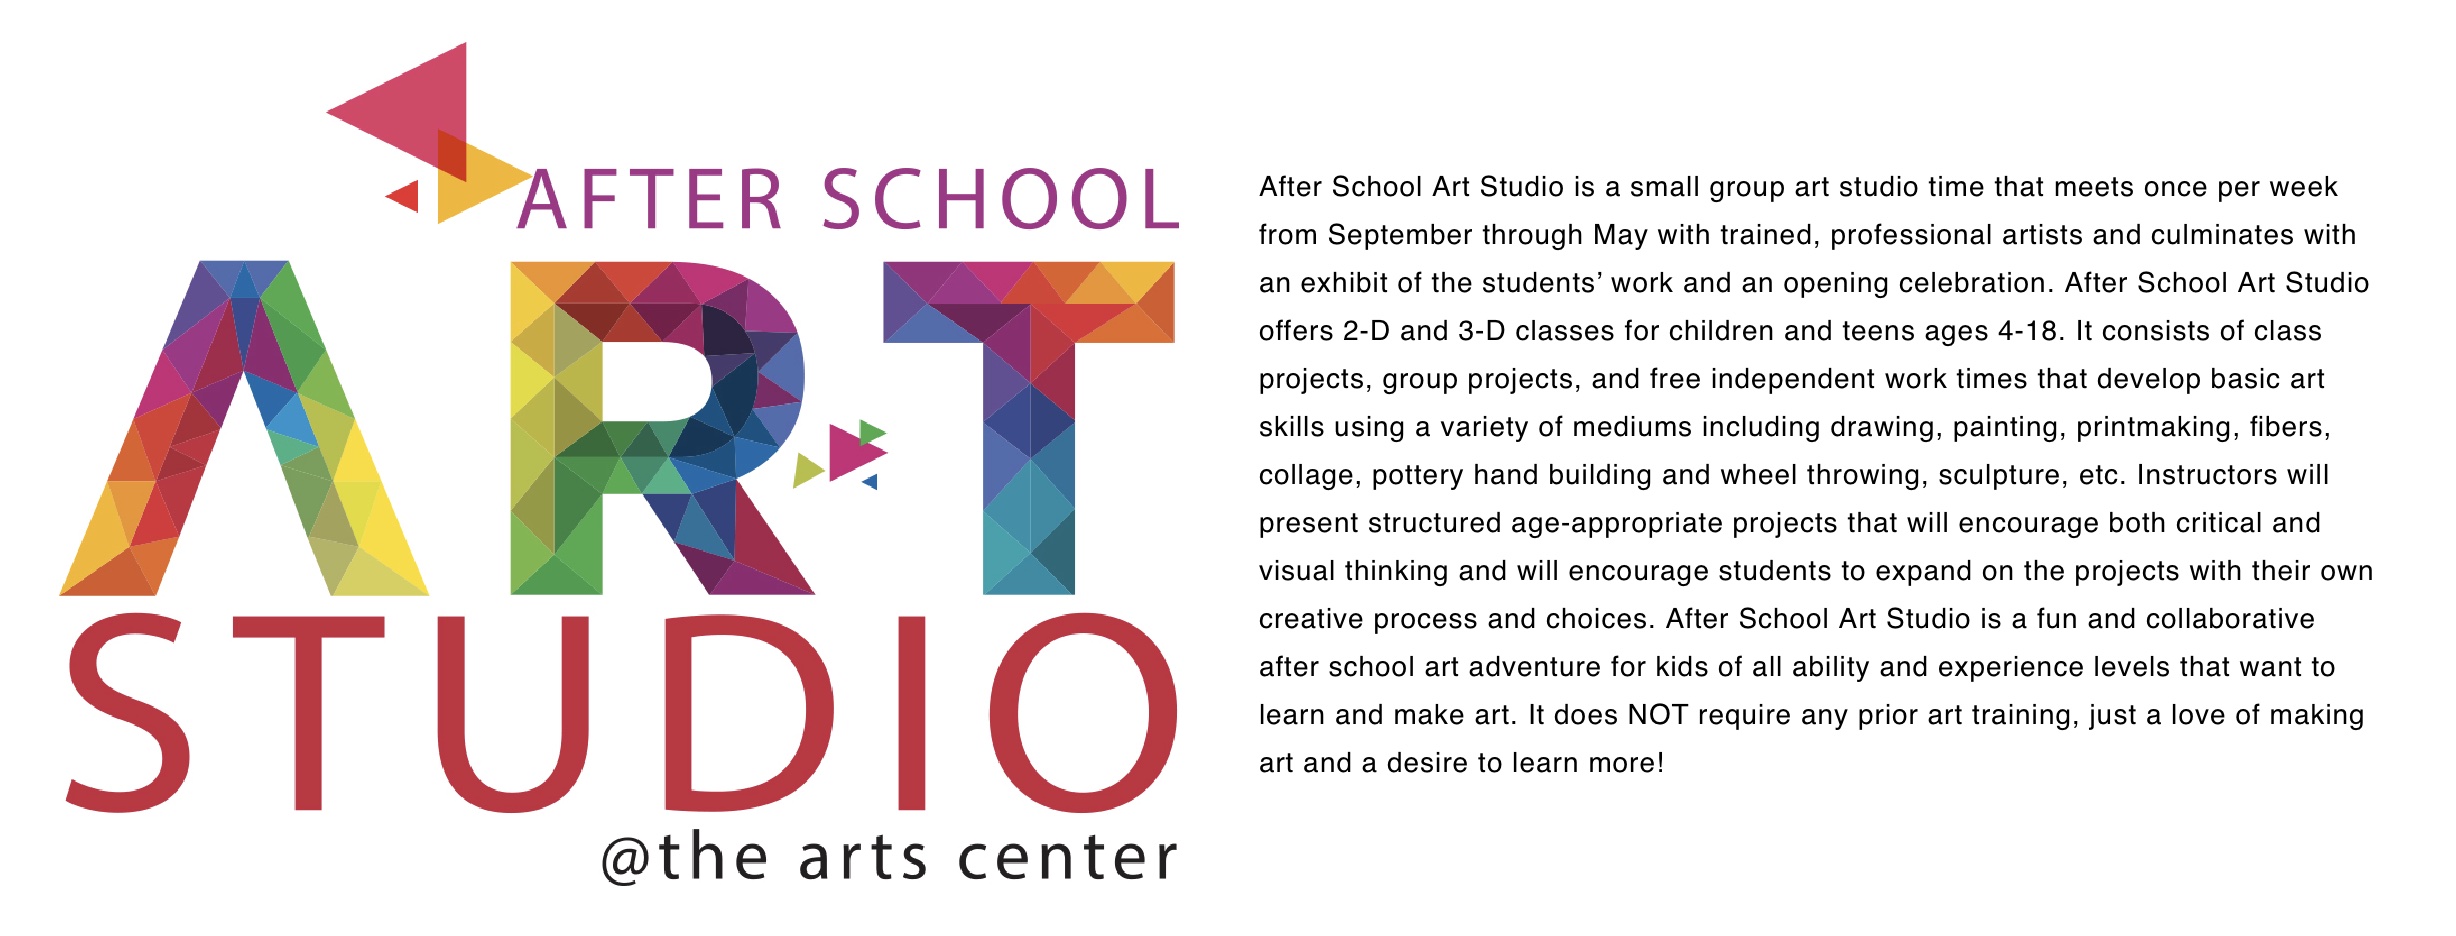 AFTER SCHOOL
ART
STUDIO
@the arts center
After School Art Studio is a small group art studio time that meets once per week
from September through May with trained, professional artists and culminates with
an exhibit of the students’ work and an opening celebration. After School Art Studio
offers 2-D and 3-D classes for children and teens ages 4-18. It consists of class
projects, group projects, and free independent work times that develop basic art
skills using a variety of mediums including drawing, painting, printmaking, fibers,
collage, pottery hand building and wheel throwing, sculpture, etc. Instructors will
present structured age-appropriate projects that will encourage both critical and
visual thinking and will encourage students to expand on the projects with their own
creative process and choices. After School Art Studio is a fun and collaborative
after school art adventure for kids of all ability and experience levels that want to
learn and make art. It does NOT require any prior art training, just a love of making
art and a desire to learn more!